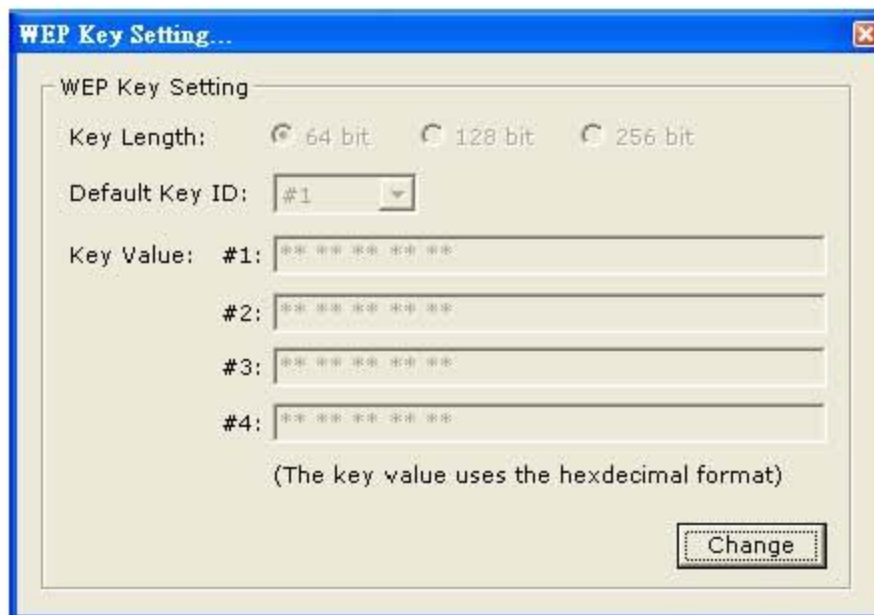 WEP Key Setting...
WEP Key Setting
Key Length: 64 bit 128 bit 256 bit
Default Key ID: #1
Key Value: #1: ** ** ** ** **
#2: ** ** ** ** **
#3: ** ** ** ** **
#4: ** ** ** ** **
(The key value uses the hexdecimal format)
Change